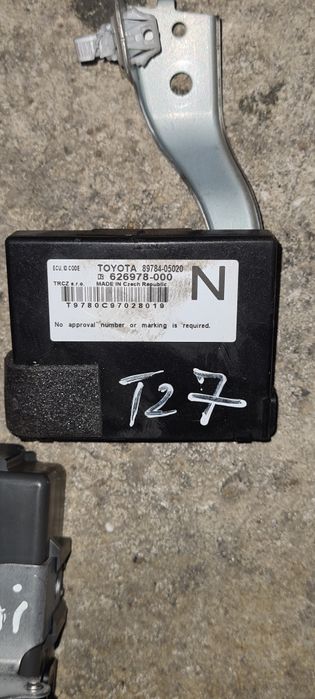 ECU, ID CODE TOYOTA 89784-05020
626978-000 N
TRCZ s.r.o. MADE IN Czech Republic
T9780C97028019
No approval number or marking is required.
T27